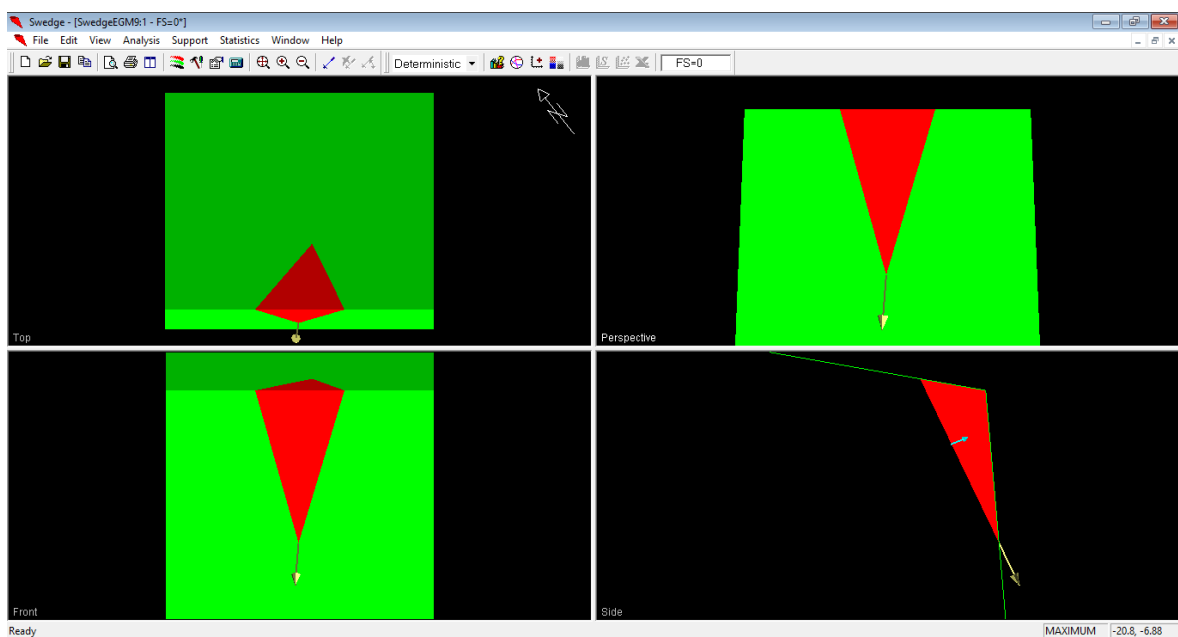 Swedge - [SwedgeEGM9:1 - FS=0*]
File Edit View Analysis Support Statistics Window Help
Deterministic FS=0
N
Top
Perspective
Front
Side
Ready MAXIMUM -20.8, -6.88